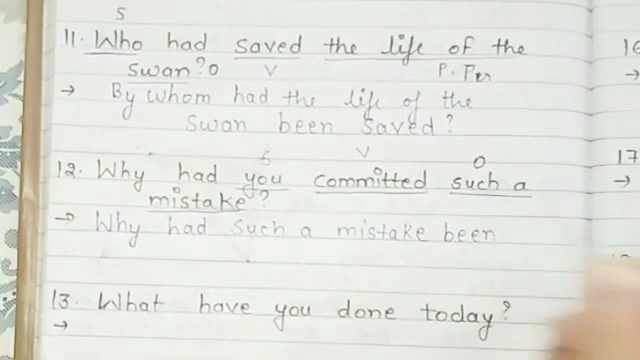 S
11. Who had saved the life of the
swan? O V P. Per
→ By whom had the life of the
swan been saved?
S V O
12. Why had you committed such a
mistake?
→ Why had such a mistake been
13. What have you done today?
→
16
→
17
→